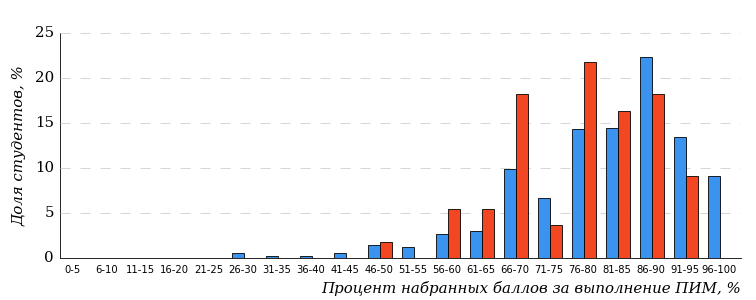 25
20
15
10
5
0
Доля студентов, %
0-5 6-10 11-15 16-20 21-25 26-30 31-35 36-40 41-45 46-50 51-55 56-60 61-65 66-70 71-75 76-80 81-85 86-90 91-95 96-100
Процент набранных баллов за выполнение ПИМ, %